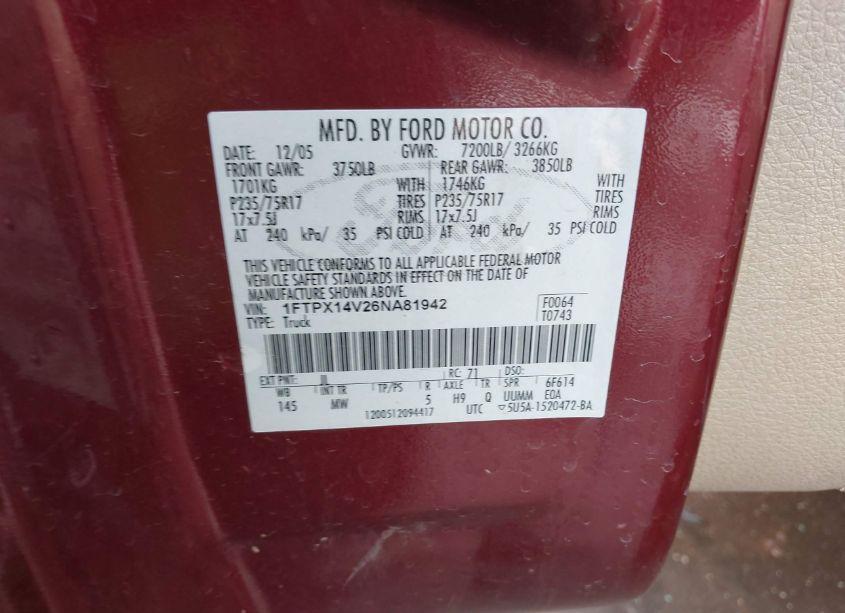 MFD. BY FORD MOTOR CO.
DATE: 12/05 GVWR: 7200LB/ 3266KG
FRONT GAWR: 3750LB REAR GAWR: 3850LB
1701KG WITH 1746KG WITH
P235/75R17 TIRES P235/75R17 TIRES
17x7.5J RIMS 17x7.5J RIMS
AT 240 kPa/ 35 PSI COLD AT 240 kPa/ 35 PSI COLD
THIS VEHICLE CONFORMS TO ALL APPLICABLE FEDERAL MOTOR
VEHICLE SAFETY STANDARDS IN EFFECT ON THE DATE OF
MANUFACTURE SHOWN ABOVE.
VIN: 1FTPX14V26NA81942 F0064
TYPE: Truck T0743
EXT PNT: JL RC: 71 DSO:
WB INT TR TP/PS R AXLE TR SPR 6F614
145 MW 5 H9 Q UUMM EOA
1200512094417 UTC ▽5U5A-1520472-BA